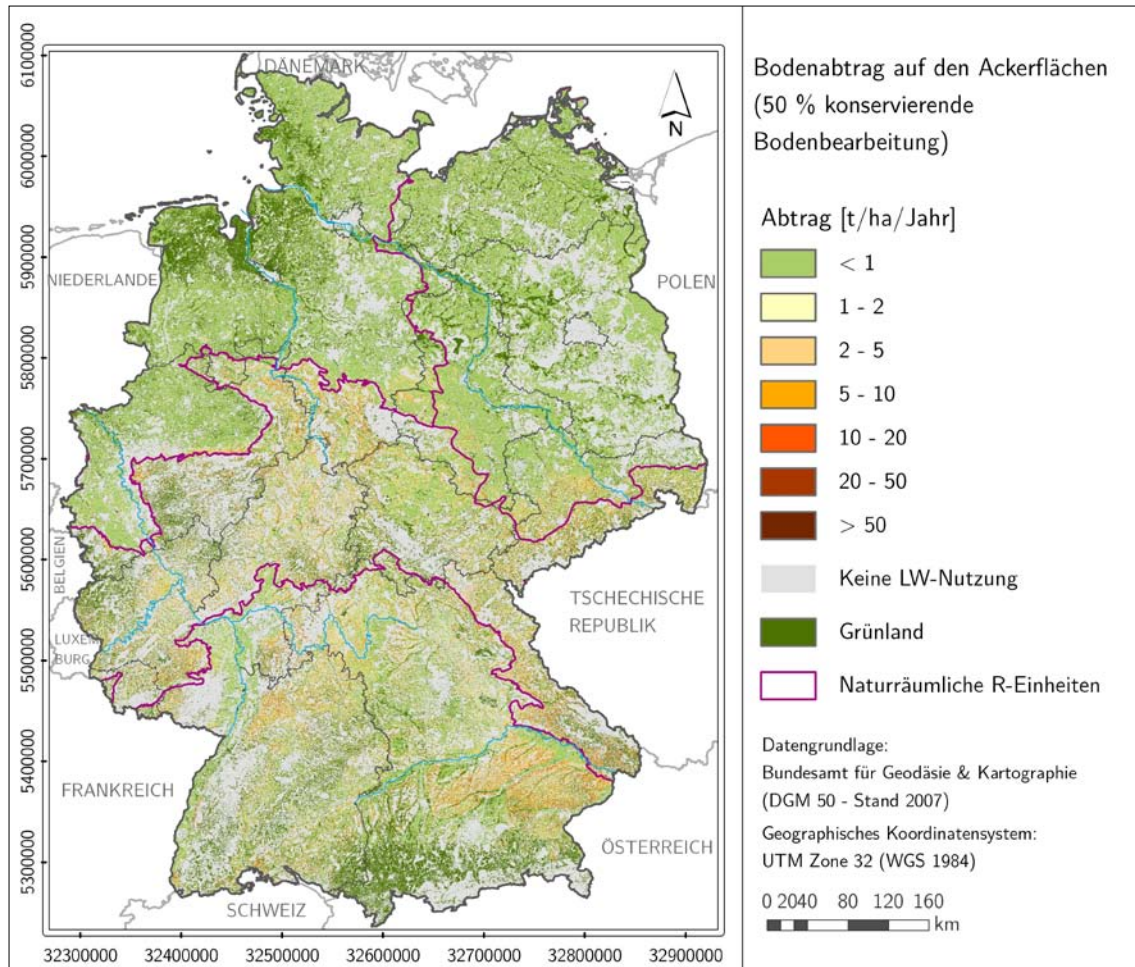 DÄNEMARK
N
NIEDERLANDE
POLEN
BELGIEN
LUXEM
BURG
TSCHECHISCHE
REPUBLIK
FRANKREICH
ÖSTERREICH
SCHWEIZ
6100000
6000000
5900000
5800000
5700000
5600000
5500000
5400000
5300000
32300000 32400000 32500000 32600000 32700000 32800000 32900000
Bodenabtrag auf den Ackerflächen
(50 % konservierende
Bodenbearbeitung)
Abtrag [t/ha/Jahr]
< 1
1 - 2
2 - 5
5 - 10
10 - 20
20 - 50
> 50
Keine LW-Nutzung
Grünland
Naturräumliche R-Einheiten
Datengrundlage:
Bundesamt für Geodäsie & Kartographie
(DGM 50 - Stand 2007)
Geographisches Koordinatensystem:
UTM Zone 32 (WGS 1984)
0 2040 80 120 160
km